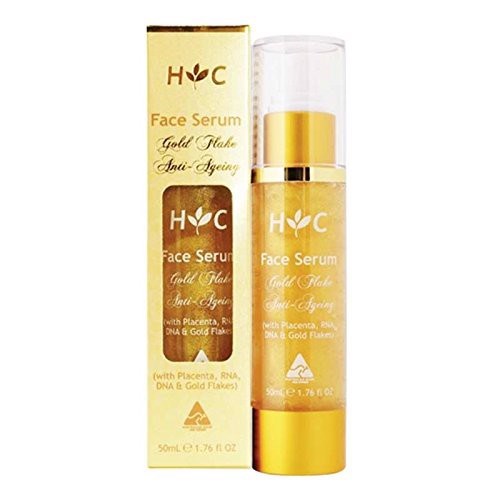 H C
Face Serum
Gold Flake
Anti-Ageing
H C
Face Serum
Gold Flake
Anti-Ageing
(with Placenta, RNA,
DNA & Gold Flakes)
50mL ℮ 1.76 fl OZ
H C
Face Serum
Gold Flake
Anti-Ageing
(with Placenta, RNA,
DNA & Gold Flakes)
(with Placenta, RNA,
DNA & Gold Flakes)
50mL ℮ 1.76 fl OZ